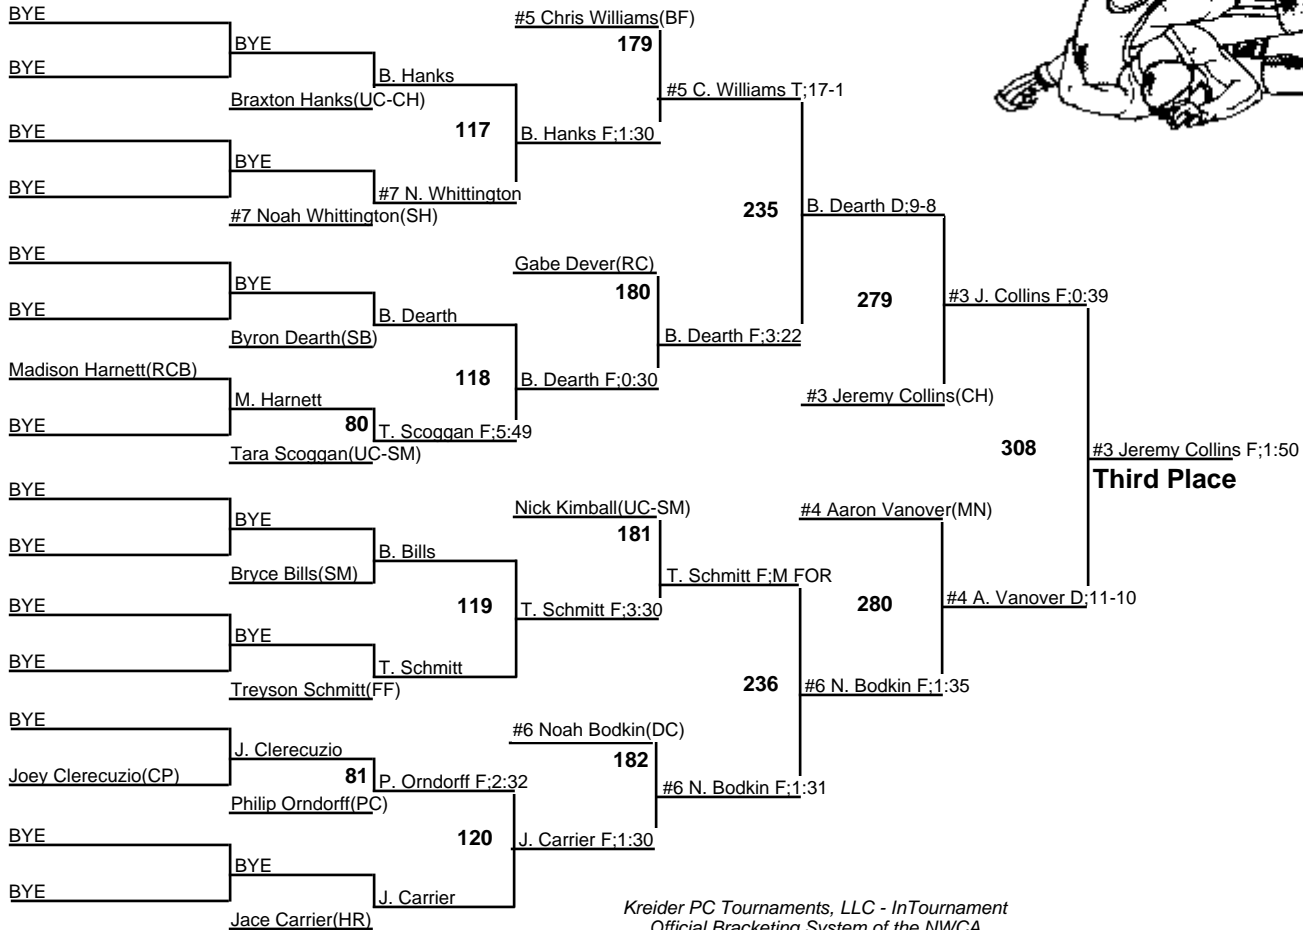 BYE
#5 Chris Williams(BF)
179
BYE
BYE
B. Hanks
#5 C. Williams T;17-1
Braxton Hanks(UC-CH)
117
B. Hanks F;1:30
BYE
BYE
BYE
#7 N. Whittington
#7 Noah Whittington(SH)
235
B. Dearth D;9-8
BYE
Gabe Dever(RC)
180
BYE
279
#3 J. Collins F;0:39
BYE
B. Dearth
Byron Dearth(SB)
B. Dearth F;3:22
Madison Harnett(RCB)
118
B. Dearth F;0:30
M. Harnett
#3 Jeremy Collins(CH)
BYE
80
T. Scoggan F;5:49
Tara Scoggan(UC-SM)
308
#3 Jeremy Collins F;1:50
Third Place
BYE
Nick Kimball(UC-SM)
#4 Aaron Vanover(MN)
BYE
181
BYE
B. Bills
Bryce Bills(SM)
T. Schmitt F;M FOR
119
T. Schmitt F;3:30
280
#4 A. Vanover D;11-10
BYE
BYE
BYE
T. Schmitt
Treyson Schmitt(FF)
236
#6 N. Bodkin F;1:35
BYE
#6 Noah Bodkin(DC)
J. Clerecuzio
182
Joey Clerecuzio(CP)
81
P. Orndorff F;2:32
#6 N. Bodkin F;1:31
Philip Orndorff(PC)
BYE
120
J. Carrier F;1:30
BYE
BYE
J. Carrier
Jace Carrier(HR)
Kreider PC Tournaments, LLC - InTournament
Official Bracketing System of the NWCA